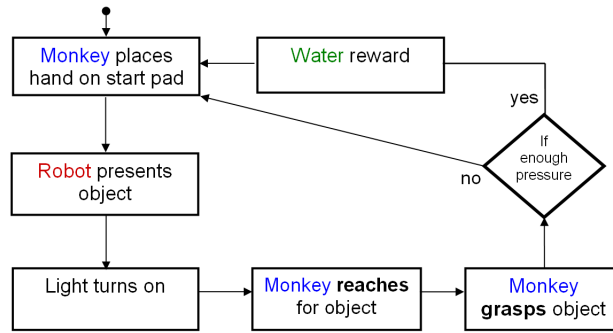 Monkey places
hand on start pad
Water reward
yes
If
enough
pressure
no
Robot presents
object
Light turns on
Monkey reaches
for object
Monkey
grasps object